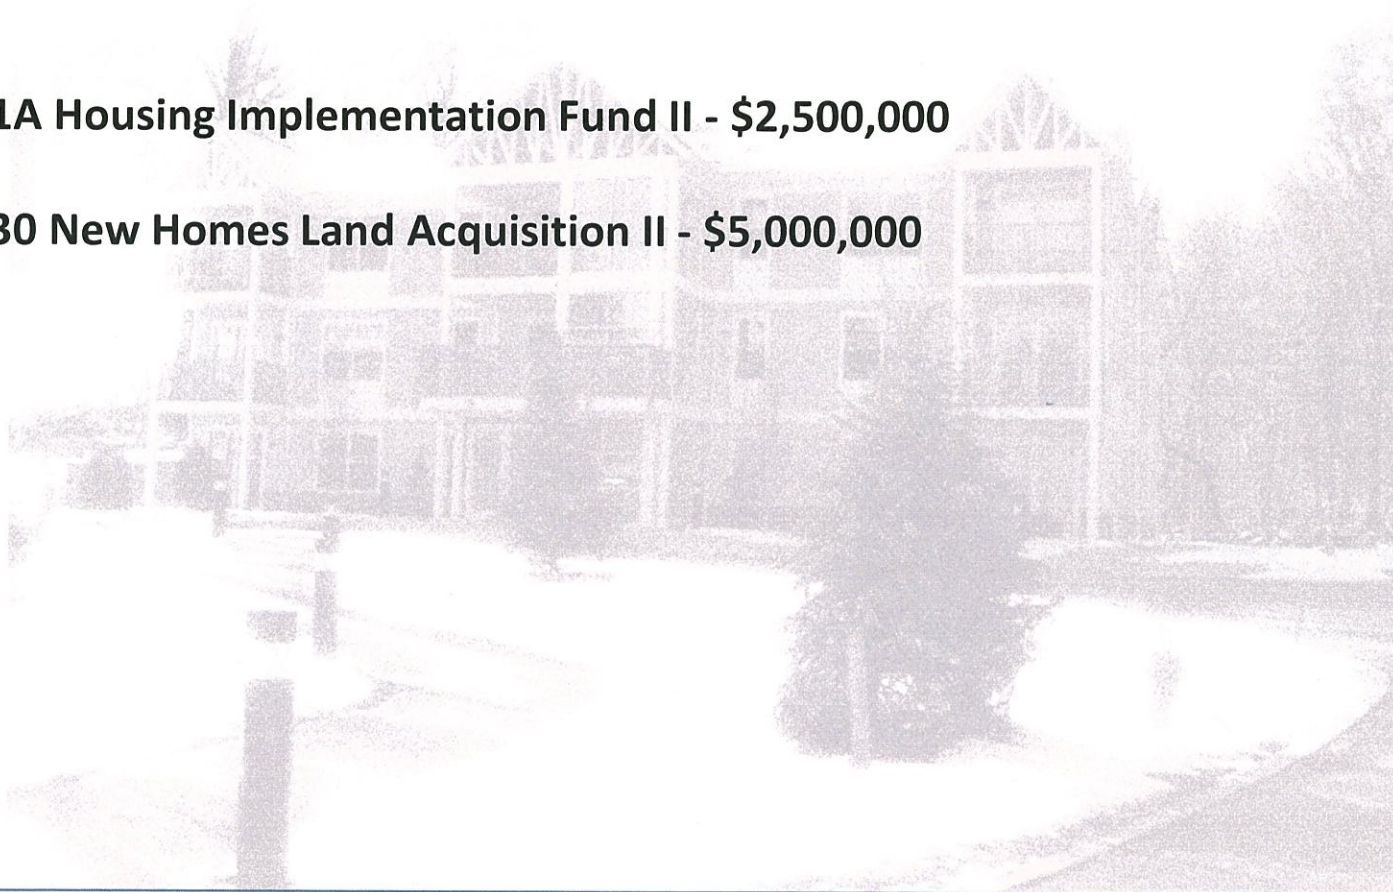 1A Housing Implementation Fund II - $2,500,000
30 New Homes Land Acquisition II - $5,000,000